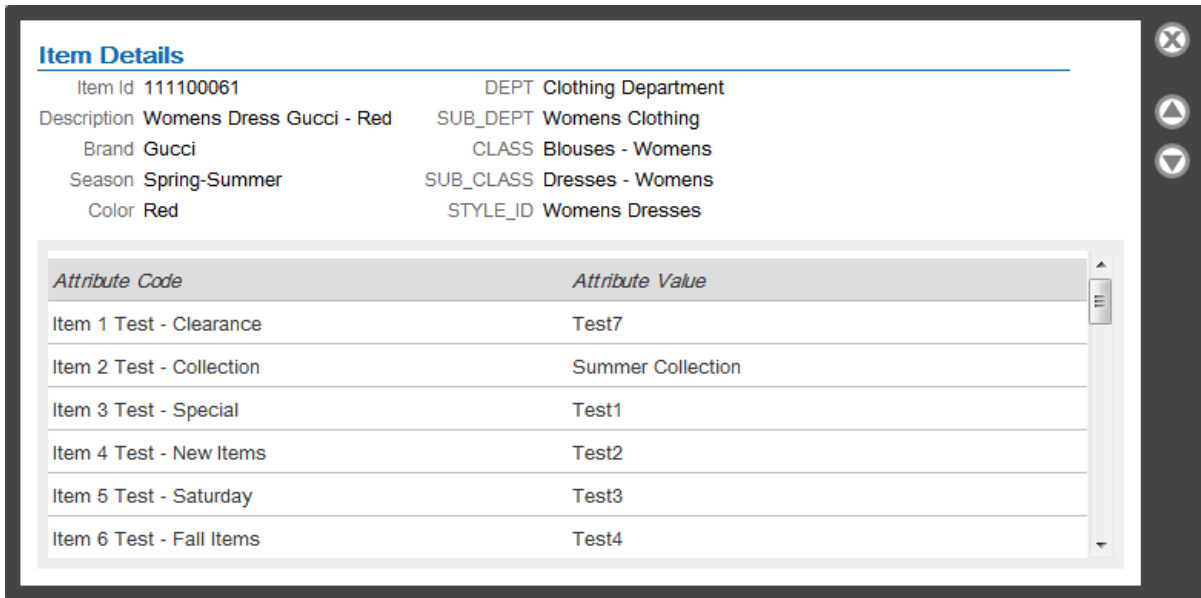 Item Details
Item Id 111100061 DEPT Clothing Department
Description Womens Dress Gucci - Red SUB_DEPT Womens Clothing
Brand Gucci CLASS Blouses - Womens
Season Spring-Summer SUB_CLASS Dresses - Womens
Color Red STYLE_ID Womens Dresses
Attribute Code Attribute Value
Item 1 Test - Clearance Test7
Item 2 Test - Collection Summer Collection
Item 3 Test - Special Test1
Item 4 Test - New Items Test2
Item 5 Test - Saturday Test3
Item 6 Test - Fall Items Test4